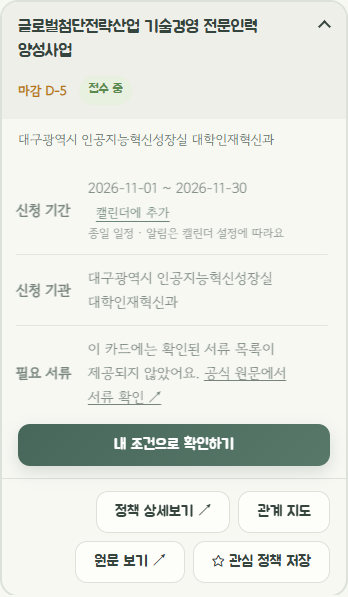 글로벌첨단전략산업 기술경영 전문인력
양성사업
마감 D-5 접수 중
대구광역시 인공지능혁신성장실 대학인재혁신과
신청 기간
2026-11-01 ~ 2026-11-30
캘린더에 추가
종일 일정 · 알림은 캘린더 설정에 따라요
신청 기관
대구광역시 인공지능혁신성장실
대학인재혁신과
필요 서류
이 카드에는 확인된 서류 목록이
제공되지 않았어요. 공식 원문에서
서류 확인 ↗
내 조건으로 확인하기
정책 상세보기 ↗ 관계 지도
원문 보기 ↗ ☆ 관심 정책 저장